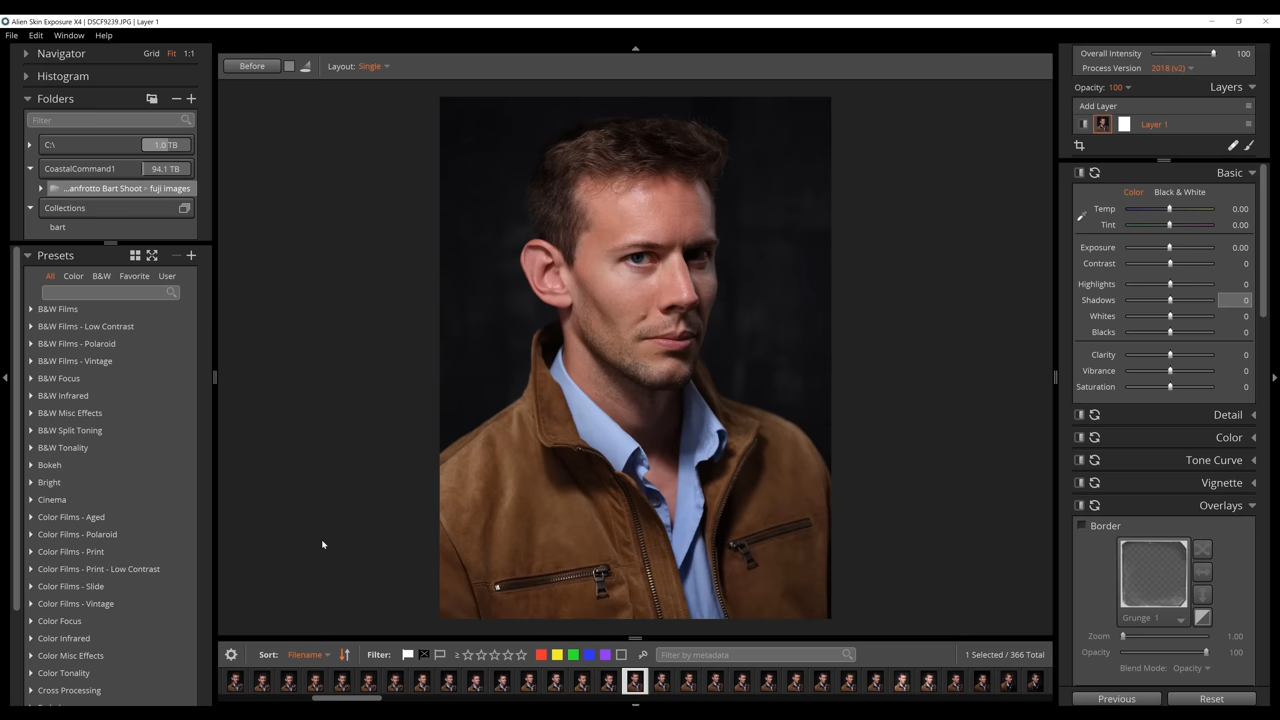 Alien Skin Exposure X4 | DSCF9239.JPG | Layer 1
File Edit Window Help
Navigator Grid Fit 1:1
Histogram
Folders
Filter
C:\ 1.0 TB
CoastalCommand1 94.1 TB
...anfrotto Bart Shoot > fuji images
Collections
bart
Presets
All Color B&W Favorite User
B&W Films
B&W Films - Low Contrast
B&W Films - Polaroid
B&W Films - Vintage
B&W Focus
B&W Infrared
B&W Misc Effects
B&W Split Toning
B&W Tonality
Bokeh
Bright
Cinema
Color Films - Aged
Color Films - Polaroid
Color Films - Print
Color Films - Print - Low Contrast
Color Films - Slide
Color Films - Vintage
Color Focus
Color Infrared
Color Misc Effects
Color Tonality
Cross Processing
Before Layout: Single
Sort: Filename Filter: ≥ Filter by metadata 1 Selected / 366 Total
Overall Intensity 100
Process Version 2018 (v2)
Opacity: 100 Layers
Add Layer
Layer 1
Basic
Color Black & White
Temp 0.00
Tint 0.00
Exposure 0.00
Contrast 0
Highlights 0
Shadows 0
Whites 0
Blacks 0
Clarity 0
Vibrance 0
Saturation 0
Detail
Color
Tone Curve
Vignette
Overlays
Border
Grunge 1
Zoom 1.00
Opacity 100
Blend Mode: Opacity
Previous Reset